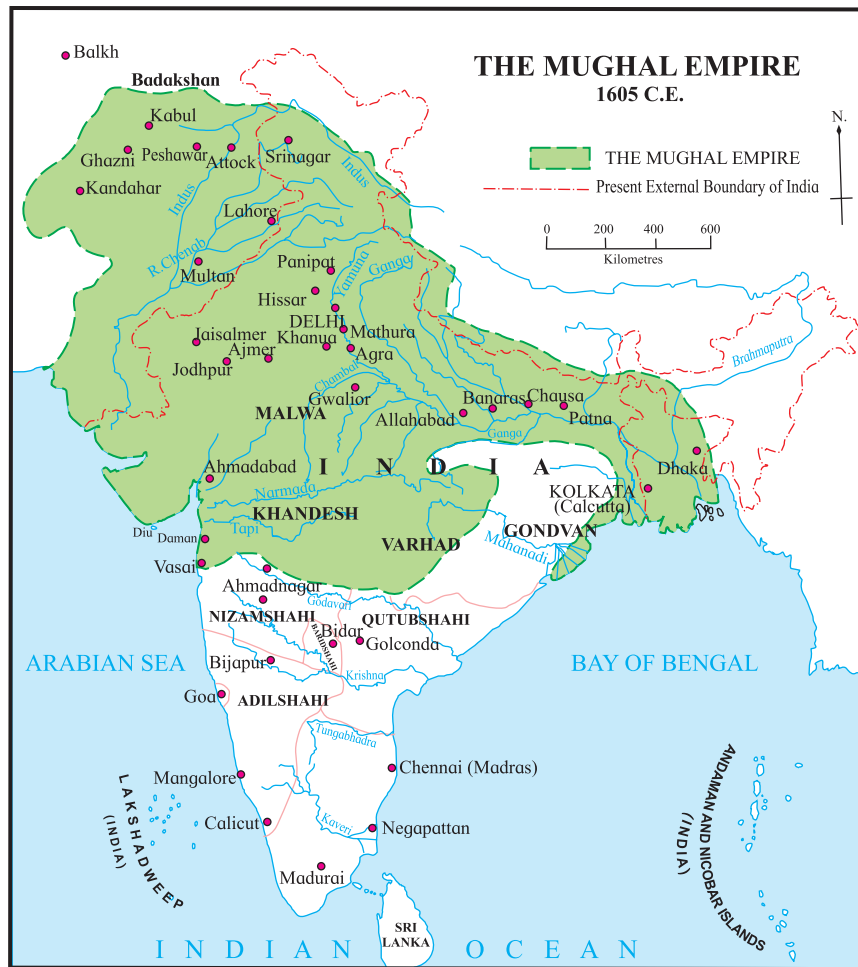 THE MUGHAL EMPIRE
1605 C.E.
N.
THE MUGHAL EMPIRE
Present External Boundary of India
0 200 400 600
Kilometres
Balkh
Badakshan
Kabul
Ghazni
Peshawar
Attock
Srinagar
Kandahar
Indus
Indus
Lahore
R.Chenab
Multan
Panipat
Yamuna
Ganga
Hissar
DELHI
Mathura
Jaisalmer
Khanua
Agra
Ajmer
Jodhpur
Chambal
Gwalior
Brahmaputra
MALWA
Allahabad
Banaras
Chausa
Patna
Ganga
INDIA
Ahmadabad
Dhaka
Narmada
KOLKATA
(Calcutta)
KHANDESH
Tapi
Diu
Daman
VARHAD
GONDVAN
Mahanadi
Vasai
Ahmadnagar
Godavari
NIZAMSHAHI
QUTUBSHAHI
BARIDSHAHI
Bidar
Golconda
ARABIAN SEA
Bijapur
BAY OF BENGAL
Krishna
Goa
ADILSHAHI
Tungabhadra
Mangalore
Chennai (Madras)
LAKSHADWEEP
(INDIA)
Calicut
Kaveri
Negapattan
ANDAMAN AND NICOBAR ISLANDS
(INDIA)
Madurai
SRI
LANKA
INDIAN OCEAN